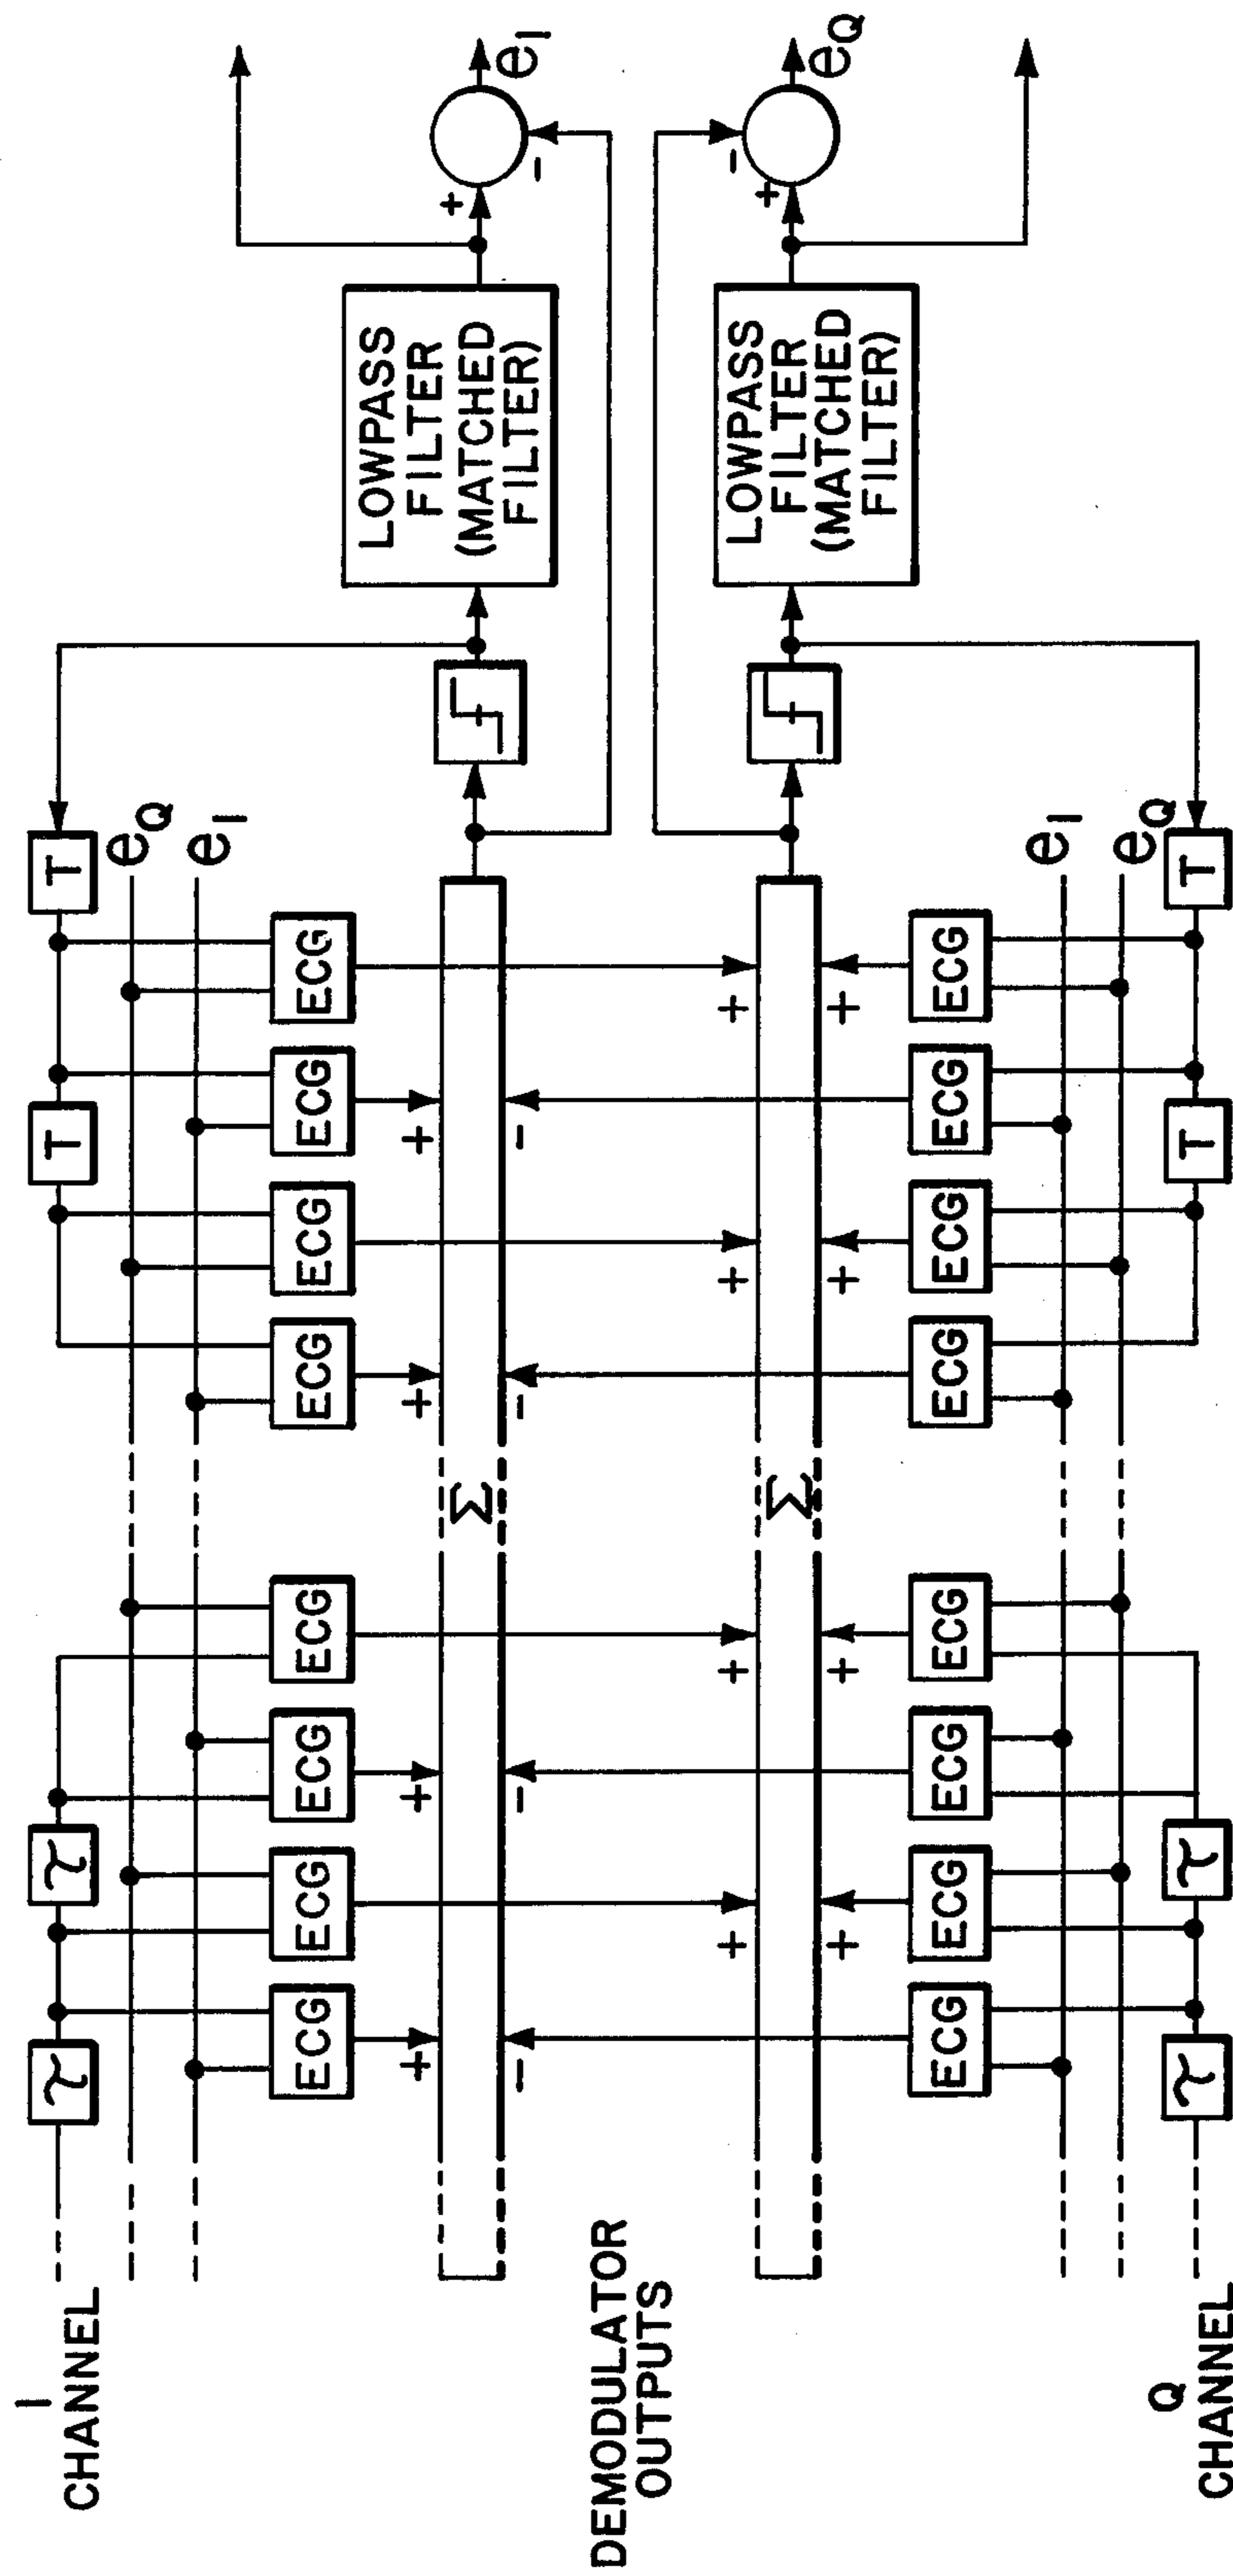 I
CHANNEL
τ
τ
T
T
e_Q
e_I
ECG
ECG
ECG
ECG
ECG
ECG
ECG
ECG
+
+
+
+
Σ
-
-
-
-
LOWPASS
FILTER
(MATCHED
FILTER)
+
-
e_I
DEMODULATOR
OUTPUTS
+
+
+
+
Σ
+
+
+
+
LOWPASS
FILTER
(MATCHED
FILTER)
-
+
e_Q
ECG
ECG
ECG
ECG
ECG
ECG
ECG
ECG
e_I
e_Q
Q
CHANNEL
τ
τ
T
T